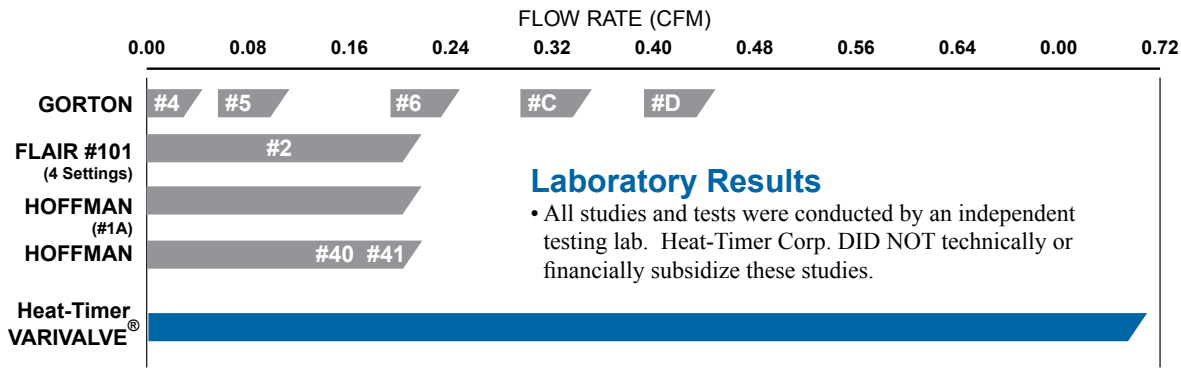 FLOW RATE (CFM)
0.00 0.08 0.16 0.24 0.32 0.40 0.48 0.56 0.64 0.00 0.72
GORTON #4 #5 #6 #C #D
FLAIR #101 #2
(4 Settings)
HOFFMAN
(#1A)
HOFFMAN #40 #41
Laboratory Results
• All studies and tests were conducted by an independent
testing lab. Heat-Timer Corp. DID NOT technically or
financially subsidize these studies.
Heat-Timer
VARIVALVE®